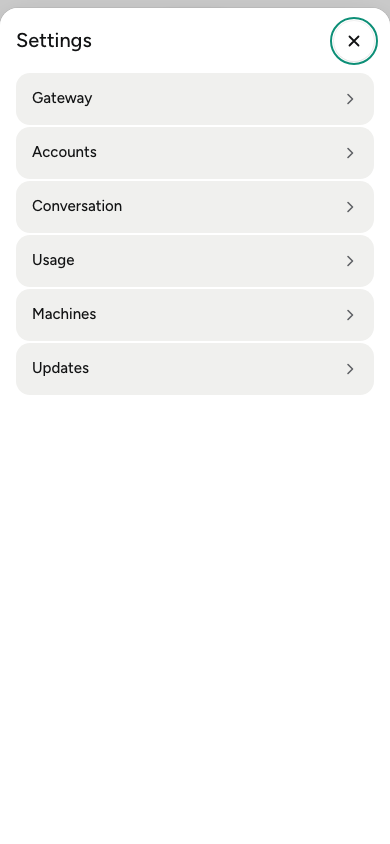 Settings
Gateway
Accounts
Conversation
Usage
Machines
Updates